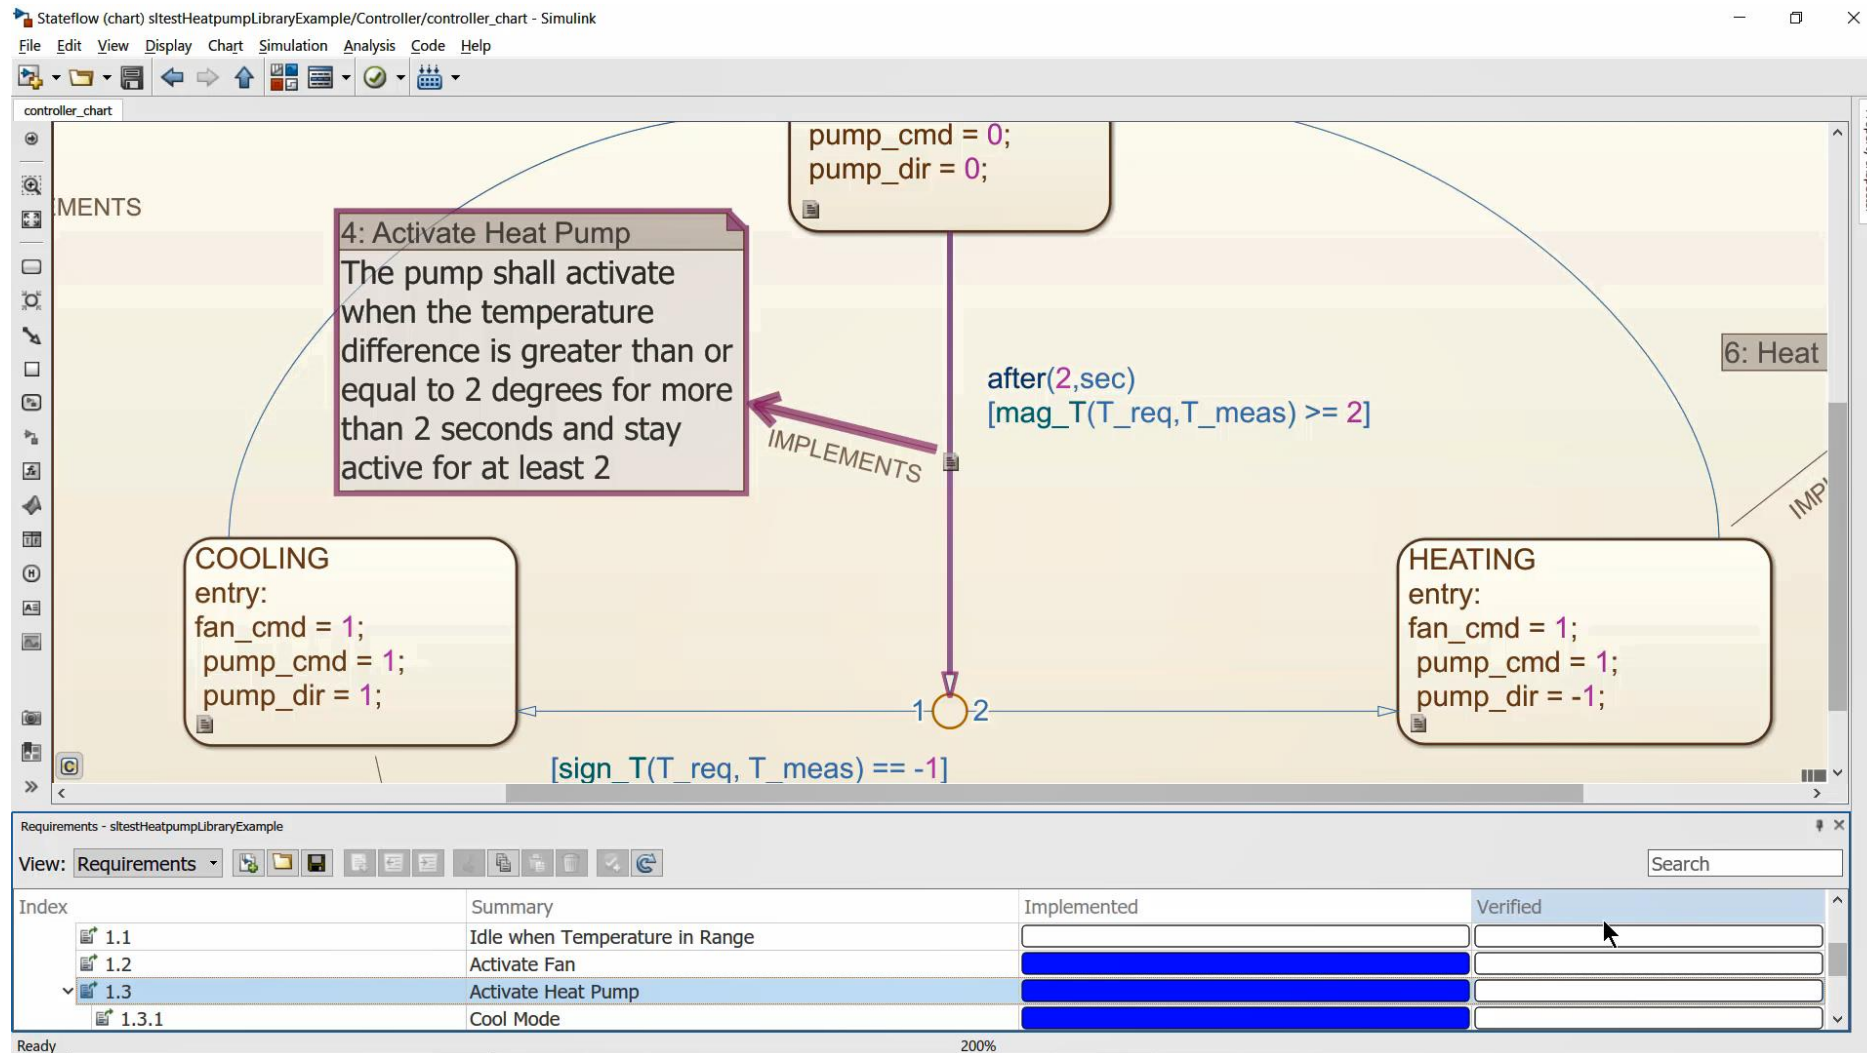 Stateflow (chart) sltestHeatpumpLibraryExample/Controller/controller_chart - Simulink
File Edit View Display Chart Simulation Analysis Code Help
controller_chart
pump_cmd = 0;
pump_dir = 0;
EMENTS
4: Activate Heat Pump
The pump shall activate
when the temperature
difference is greater than or
equal to 2 degrees for more
than 2 seconds and stay
active for at least 2
IMPLEMENTS
after(2,sec)
[mag_T(T_req,T_meas) >= 2]
6: Heat
IMPL
COOLING
entry:
fan_cmd = 1;
pump_cmd = 1;
pump_dir = 1;
HEATING
entry:
fan_cmd = 1;
pump_cmd = 1;
pump_dir = -1;
1 2
[sign_T(T_req, T_meas) == -1]
Requirements - sltestHeatpumpLibraryExample
View: Requirements
Search
Index Summary Implemented Verified
1.1 Idle when Temperature in Range
1.2 Activate Fan
1.3 Activate Heat Pump
1.3.1 Cool Mode
Ready 200%